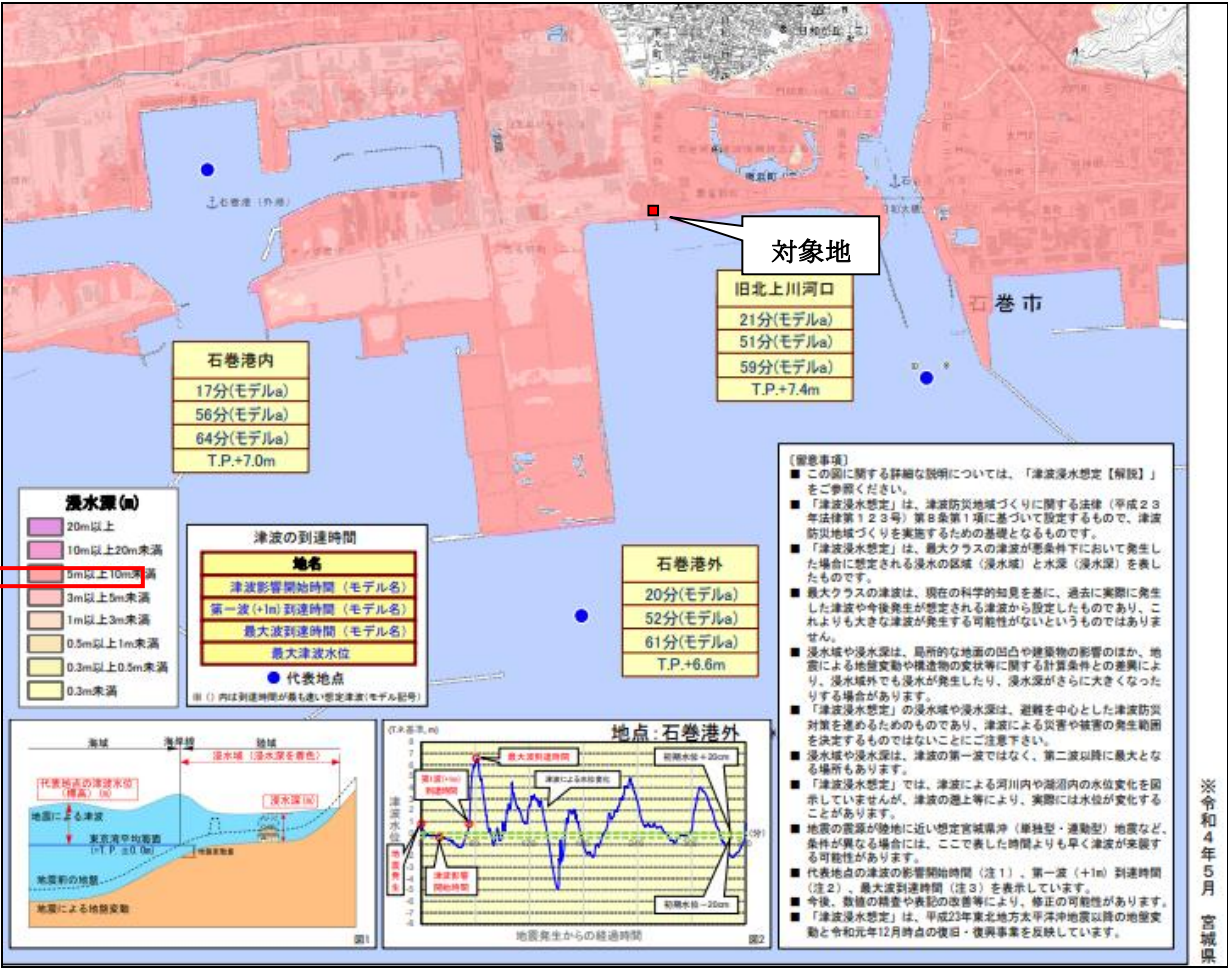 日和が丘
石巻港（外港）
対象地
旧北上川河口
21分(モデルa)
51分(モデルa)
59分(モデルa)
T.P.+7.4m
石巻市
石巻港内
17分(モデルa)
56分(モデルa)
64分(モデルa)
T.P.+7.0m
浸水深(m)
20m以上
10m以上20m未満
5m以上10m未満
3m以上5m未満
1m以上3m未満
0.5m以上1m未満
0.3m以上0.5m未満
0.3m未満
津波の到達時間
地名
津波影響開始時間（モデル名）
第一波(+1m)到達時間（モデル名）
最大波到達時間（モデル名）
最大津波水位
代表地点
※（）内は到達時間が最も速い想定津波(モデル記号)
石巻港外
20分(モデルa)
52分(モデルa)
61分(モデルa)
T.P.+6.6m
〔留意事項〕
■ この図に関する詳細な説明については、「津波浸水想定【解説】」
をご参照ください。
■ 「津波浸水想定」は、津波防災地域づくりに関する法律（平成２３
年法律第１２３号）第８条第１項に基づいて設定するもので、津波
防災地域づくりを実施するための基礎となるものです。
■ 「津波浸水想定」は、最大クラスの津波が悪条件下において発生し
た場合に想定される浸水の区域（浸水域）と水深（浸水深）を表し
たものです。
■ 最大クラスの津波は、現在の科学的知見を基に、過去に実際に発生
した津波や今後発生が想定される津波から設定したものであり、こ
れよりも大きな津波が発生する可能性がないというものではありま
せん。
■ 浸水域や浸水深は、局所的な地面の凹凸や建築物の影響のほか、地
震による地盤変動や構造物の変状等に関する計算条件との差異によ
り、浸水域外でも浸水が発生したり、浸水深がさらに大きくなった
りする場合があります。
■ 「津波浸水想定」の浸水域や浸水深は、避難を中心とした津波防災
対策を進めるためのものであり、津波による災害や被害の発生範囲
を決定するものではないことにご注意下さい。
■ 浸水域や浸水深は、津波の第一波ではなく、第二波以降に最大とな
る場所もあります。
■ 「津波浸水想定」では、津波による河川内や湖沼内の水位変化を図
示していませんが、津波の遡上等により、実際には水位が変化する
ことがあります。
■ 地震の震源が陸地に近い想定宮城県沖（単独型・連動型）地震など、
条件が異なる場合には、ここで表した時間よりも早く津波が来襲す
る可能性があります。
■ 代表地点の津波の影響開始時間（注１）、第一波（＋1m）到達時間
（注２）、最大波到達時間（注３）を表示しています。
■ 今後、数値の精査や表記の改善等により、修正の可能性があります。
■ 「津波浸水想定」は、平成23年東北地方太平洋沖地震以降の地盤変
動と令和元年12月時点の復旧・復興事業を反映しています。
海域
海岸線
陸域
浸水域（浸水深を着色）
代表地点の津波水位
（標高）(m)
浸水深(m)
地震による津波
東京湾平均海面
(=T.P. ±0.0m)
地盤変動量
地震前の地盤
地震による地盤変動
図1
(T.P.基準, m)
地点：石巻港外
最大波到達時間
初期水位＋20cm
第1波(+1m)
到達時間
津波による水位変化
津波水位
(分)
地震発生
津波影響
開始時間
初期水位－20cm
地震発生からの経過時間
図2
※令和４年５月 宮城県